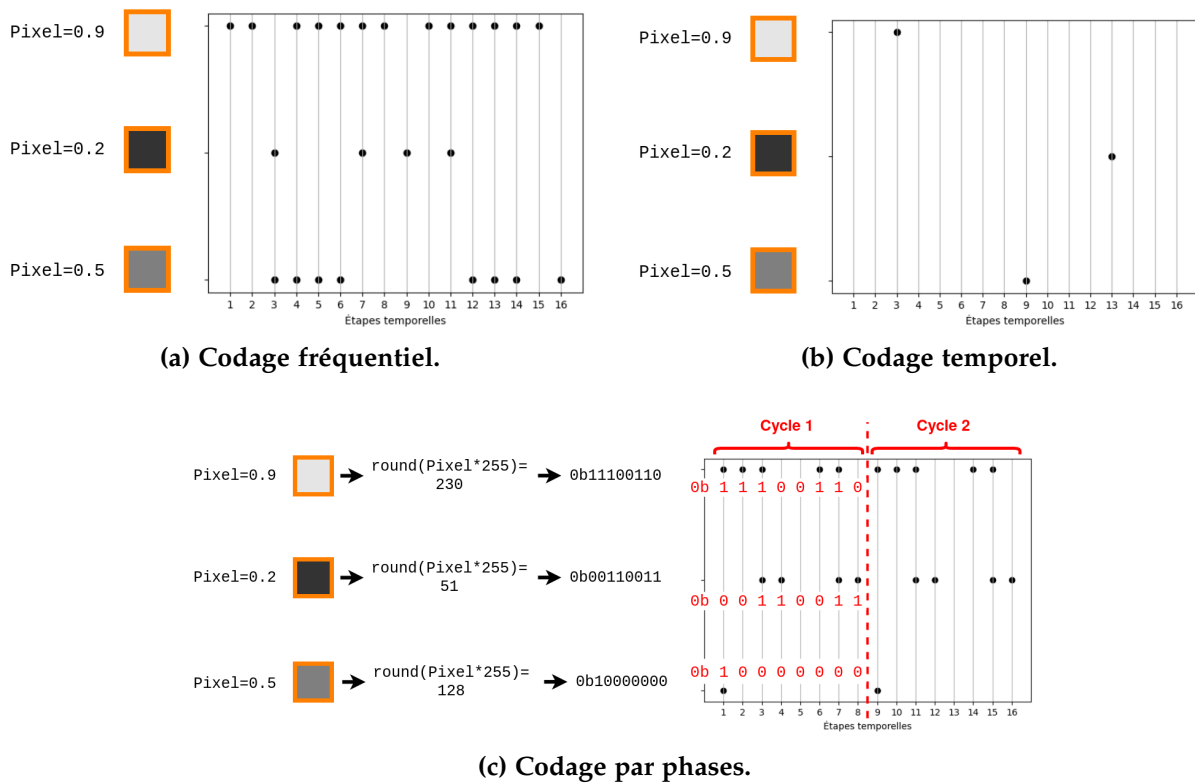 Pixel=0.9
Pixel=0.2
Pixel=0.5
1 2 3 4 5 6 7 8 9 10 11 12 13 14 15 16
Étapes temporelles
(a) Codage fréquentiel.
Pixel=0.9
Pixel=0.2
Pixel=0.5
1 2 3 4 5 6 7 8 9 10 11 12 13 14 15 16
Étapes temporelles
(b) Codage temporel.
Cycle 1 Cycle 2
Pixel=0.9
round(Pixel*255)=
230
0b11100110
0b 1 1 1 0 0 1 1 0
Pixel=0.2
round(Pixel*255)=
51
0b00110011
0b 0 0 1 1 0 0 1 1
Pixel=0.5
round(Pixel*255)=
128
0b10000000
0b 1 0 0 0 0 0 0 0
1 2 3 4 5 6 7 8 9 10 11 12 13 14 15 16
Étapes temporelles
(c) Codage par phases.